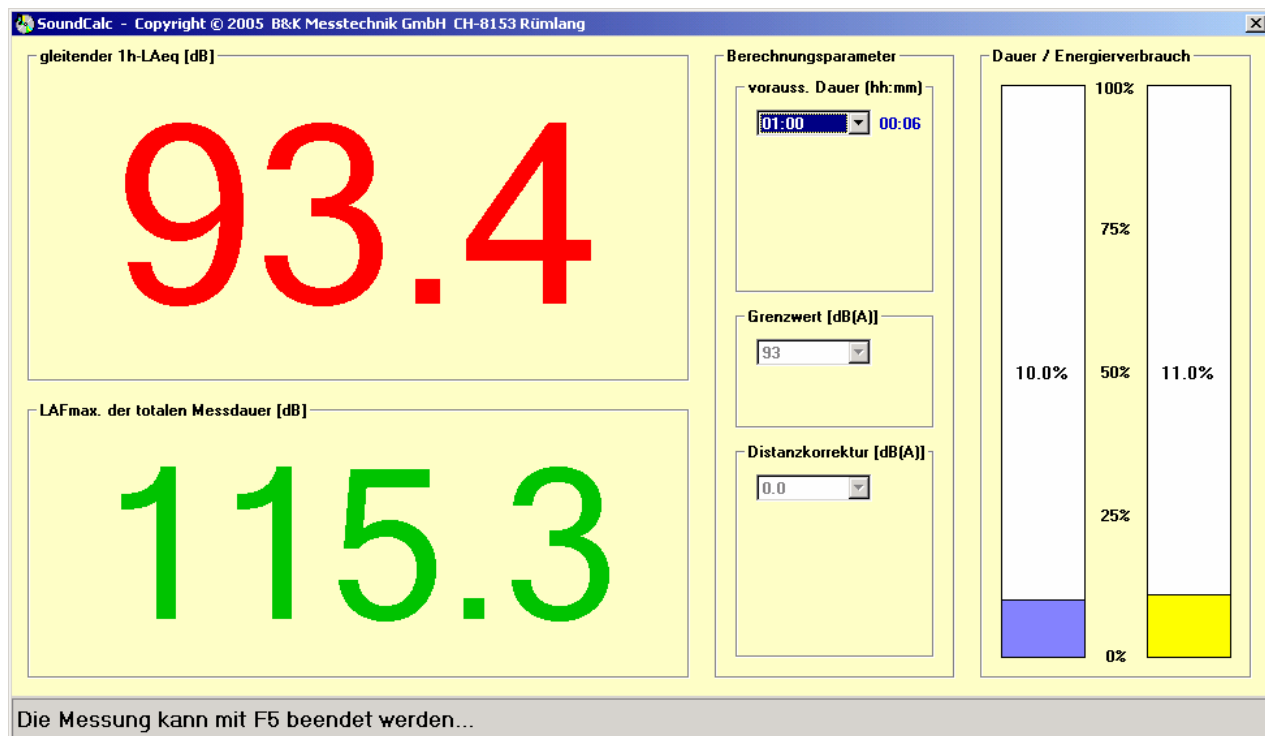 SoundCalc - Copyright © 2005 B&K Messtechnik GmbH CH-8153 Rümlang
gleitender 1h-LAeq [dB]
93.4
LAFmax. der totalen Messdauer [dB]
115.3
Berechnungsparameter
vorauss. Dauer (hh:mm)
01:00 00:06
Grenzwert [dB(A)]
93
Distanzkorrektur [dB(A)]
0.0
Dauer / Energierverbrauch
100%
75%
10.0% 50% 11.0%
25%
0%
Die Messung kann mit F5 beendet werden...